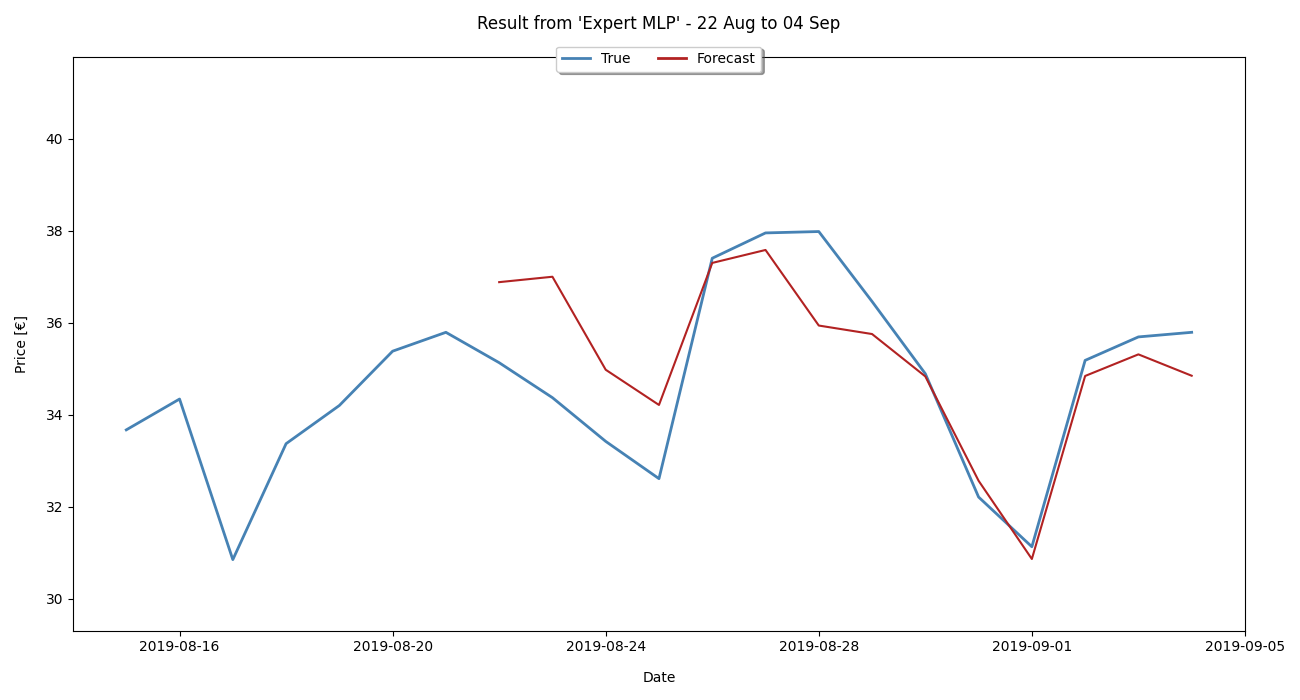 Result from 'Expert MLP' - 22 Aug to 04 Sep
True Forecast
Price [€]
40
38
36
34
32
30
2019-08-16 2019-08-20 2019-08-24 2019-08-28 2019-09-01 2019-09-05
Date